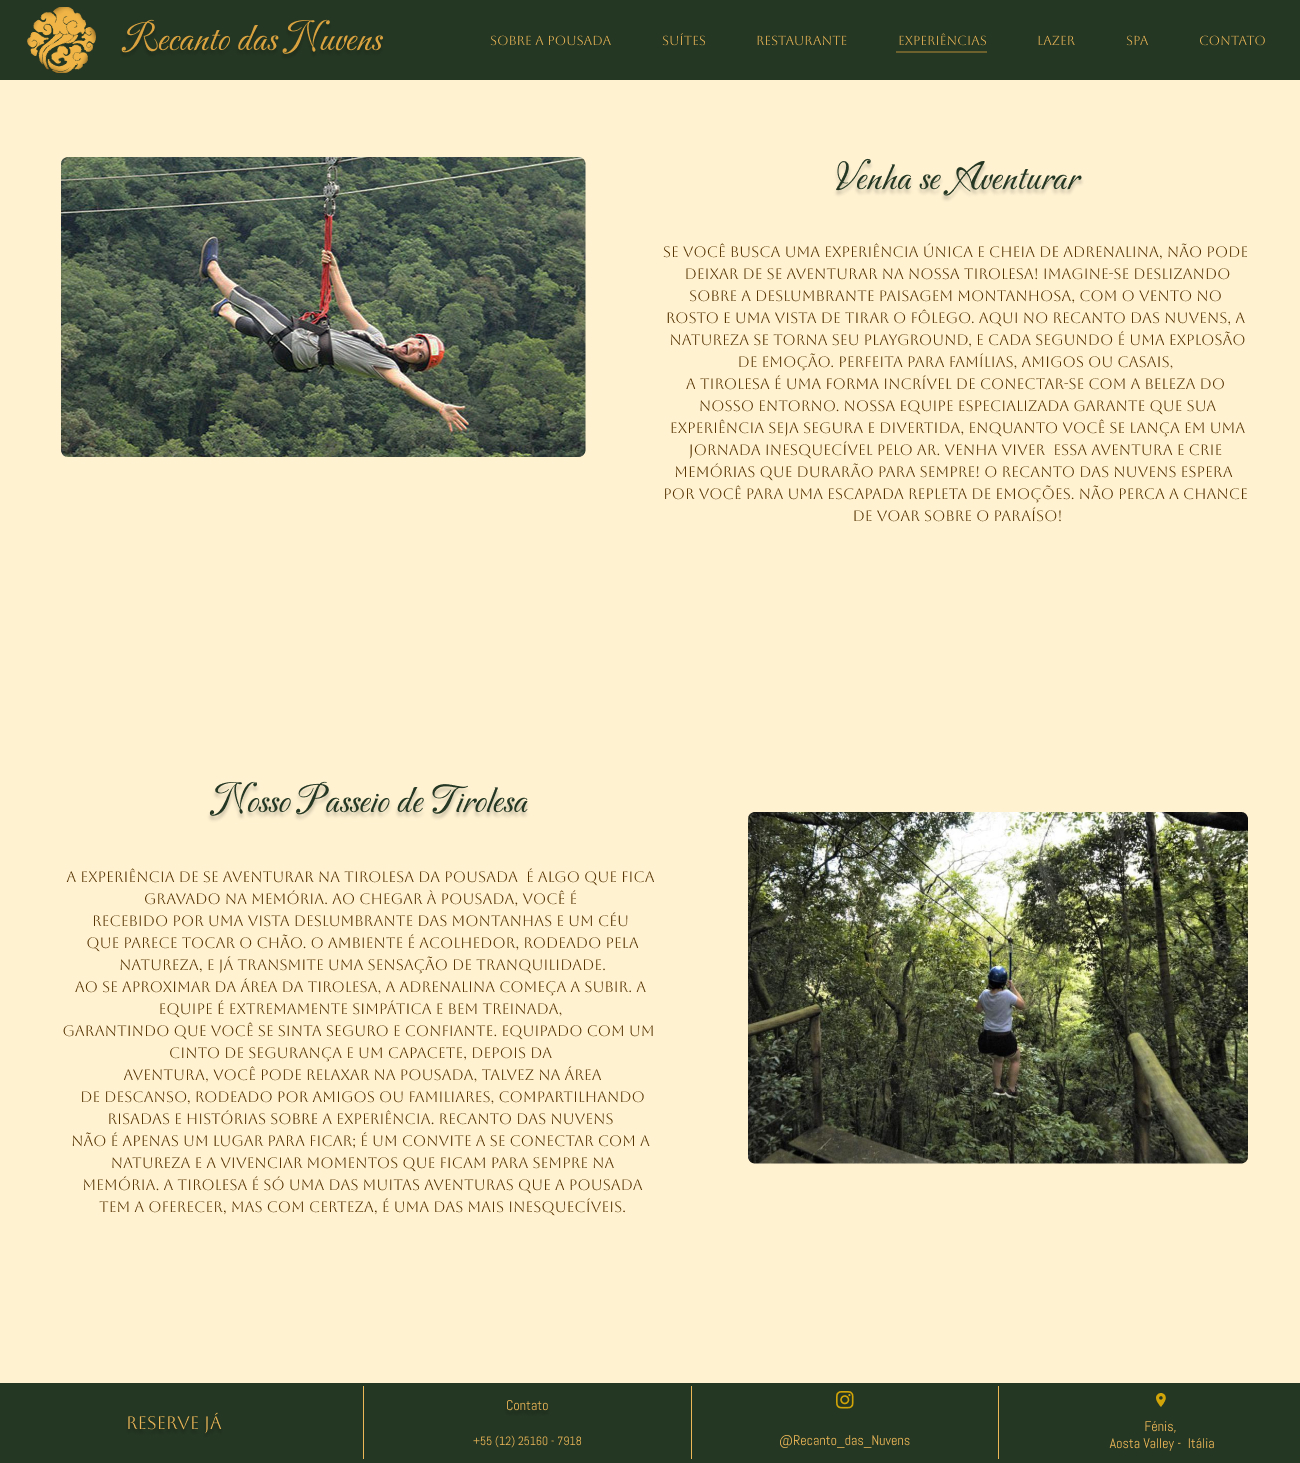 Recanto das Nuvens
SOBRE A POUSADA SUÍTES RESTAURANTE EXPERIÊNCIAS LAZER SPA CONTATO
Venha se Aventurar
SE VOCÊ BUSCA UMA EXPERIÊNCIA ÚNICA E CHEIA DE ADRENALINA, NÃO PODE
DEIXAR DE SE AVENTURAR NA NOSSA TIROLESA! IMAGINE-SE DESLIZANDO
SOBRE A DESLUMBRANTE PAISAGEM MONTANHOSA, COM O VENTO NO
ROSTO E UMA VISTA DE TIRAR O FÔLEGO. AQUI NO RECANTO DAS NUVENS, A
NATUREZA SE TORNA SEU PLAYGROUND, E CADA SEGUNDO É UMA EXPLOSÃO
DE EMOÇÃO. PERFEITA PARA FAMÍLIAS, AMIGOS OU CASAIS,
A TIROLESA É UMA FORMA INCRÍVEL DE CONECTAR-SE COM A BELEZA DO
NOSSO ENTORNO. NOSSA EQUIPE ESPECIALIZADA GARANTE QUE SUA
EXPERIÊNCIA SEJA SEGURA E DIVERTIDA, ENQUANTO VOCÊ SE LANÇA EM UMA
JORNADA INESQUECÍVEL PELO AR. VENHA VIVER ESSA AVENTURA E CRIE
MEMÓRIAS QUE DURARÃO PARA SEMPRE! O RECANTO DAS NUVENS ESPERA
POR VOCÊ PARA UMA ESCAPADA REPLETA DE EMOÇÕES. NÃO PERCA A CHANCE
DE VOAR SOBRE O PARAÍSO!
Nosso Passeio de Tirolesa
A EXPERIÊNCIA DE SE AVENTURAR NA TIROLESA DA POUSADA É ALGO QUE FICA
GRAVADO NA MEMÓRIA. AO CHEGAR À POUSADA, VOCÊ É
RECEBIDO POR UMA VISTA DESLUMBRANTE DAS MONTANHAS E UM CÉU
QUE PARECE TOCAR O CHÃO. O AMBIENTE É ACOLHEDOR, RODEADO PELA
NATUREZA, E JÁ TRANSMITE UMA SENSAÇÃO DE TRANQUILIDADE.
AO SE APROXIMAR DA ÁREA DA TIROLESA, A ADRENALINA COMEÇA A SUBIR. A
EQUIPE É EXTREMAMENTE SIMPÁTICA E BEM TREINADA,
GARANTINDO QUE VOCÊ SE SINTA SEGURO E CONFIANTE. EQUIPADO COM UM
CINTO DE SEGURANÇA E UM CAPACETE, DEPOIS DA
AVENTURA, VOCÊ PODE RELAXAR NA POUSADA, TALVEZ NA ÁREA
DE DESCANSO, RODEADO POR AMIGOS OU FAMILIARES, COMPARTILHANDO
RISADAS E HISTÓRIAS SOBRE A EXPERIÊNCIA. RECANTO DAS NUVENS
NÃO É APENAS UM LUGAR PARA FICAR; É UM CONVITE A SE CONECTAR COM A
NATUREZA E A VIVENCIAR MOMENTOS QUE FICAM PARA SEMPRE NA
MEMÓRIA. A TIROLESA É SÓ UMA DAS MUITAS AVENTURAS QUE A POUSADA
TEM A OFERECER, MAS COM CERTEZA, É UMA DAS MAIS INESQUECÍVEIS.
RESERVE JÁ
Contato
+55 (12) 25160 - 7918
@Recanto_das_Nuvens
Fénis,
Aosta Valley - Itália